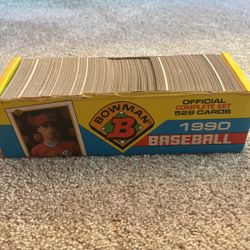 BOWMAN
B
OFFICIAL
COMPLETE SET
528 CARDS
1990
BASEBALL